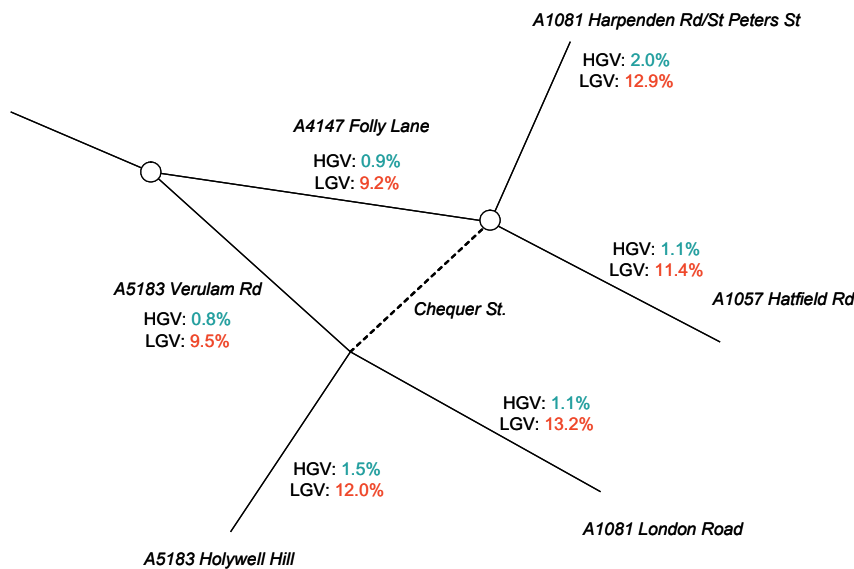 A1081 Harpenden Rd/St Peters St
HGV: 2.0%
LGV: 12.9%
A4147 Folly Lane
HGV: 0.9%
LGV: 9.2%
HGV: 1.1%
LGV: 11.4%
A1057 Hatfield Rd
A5183 Verulam Rd
HGV: 0.8%
LGV: 9.5%
Chequer St.
HGV: 1.1%
LGV: 13.2%
HGV: 1.5%
LGV: 12.0%
A1081 London Road
A5183 Holywell Hill